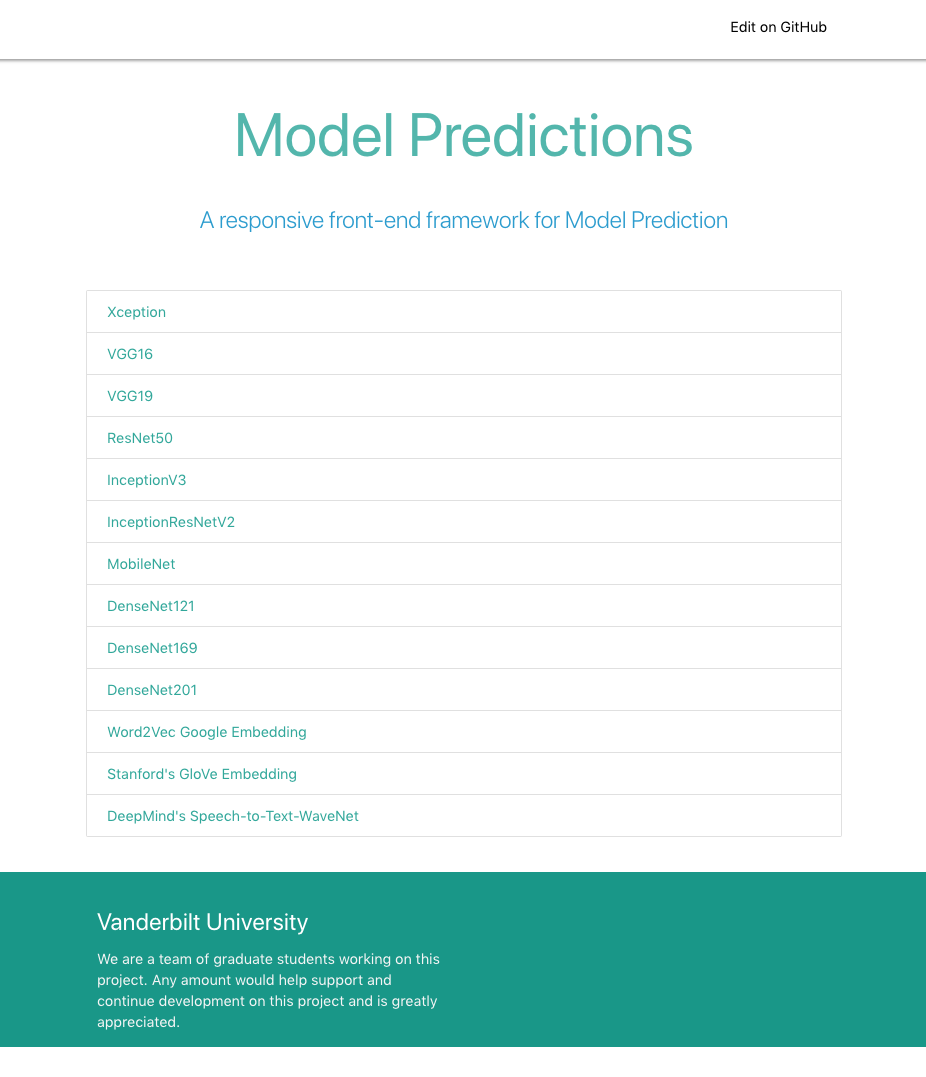 Edit on GitHub
Model Predictions
A responsive front-end framework for Model Prediction
Xception
VGG16
VGG19
ResNet50
InceptionV3
InceptionResNetV2
MobileNet
DenseNet121
DenseNet169
DenseNet201
Word2Vec Google Embedding
Stanford's GloVe Embedding
DeepMind's Speech-to-Text-WaveNet
Vanderbilt University
We are a team of graduate students working on this
project. Any amount would help support and
continue development on this project and is greatly
appreciated.